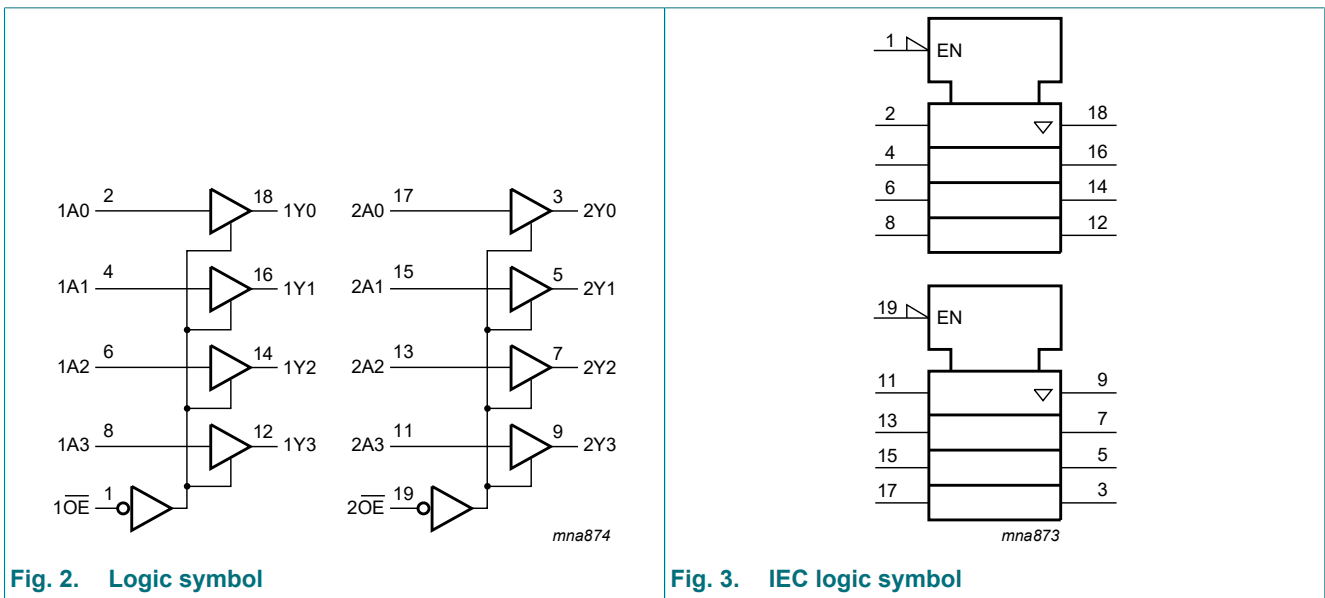 2
18
1A0
1Y0
4
16
1A1
1Y1
6
14
1A2
1Y2
8
12
1A3
1Y3
1
1O̅E̅
17
3
2A0
2Y0
15
5
2A1
2Y1
13
7
2A2
2Y2
11
9
2A3
2Y3
19
2O̅E̅
mna874
Fig. 2. Logic symbol
1
EN
2
18
4
16
6
14
8
12
19
EN
11
9
13
7
15
5
17
3
mna873
Fig. 3. IEC logic symbol